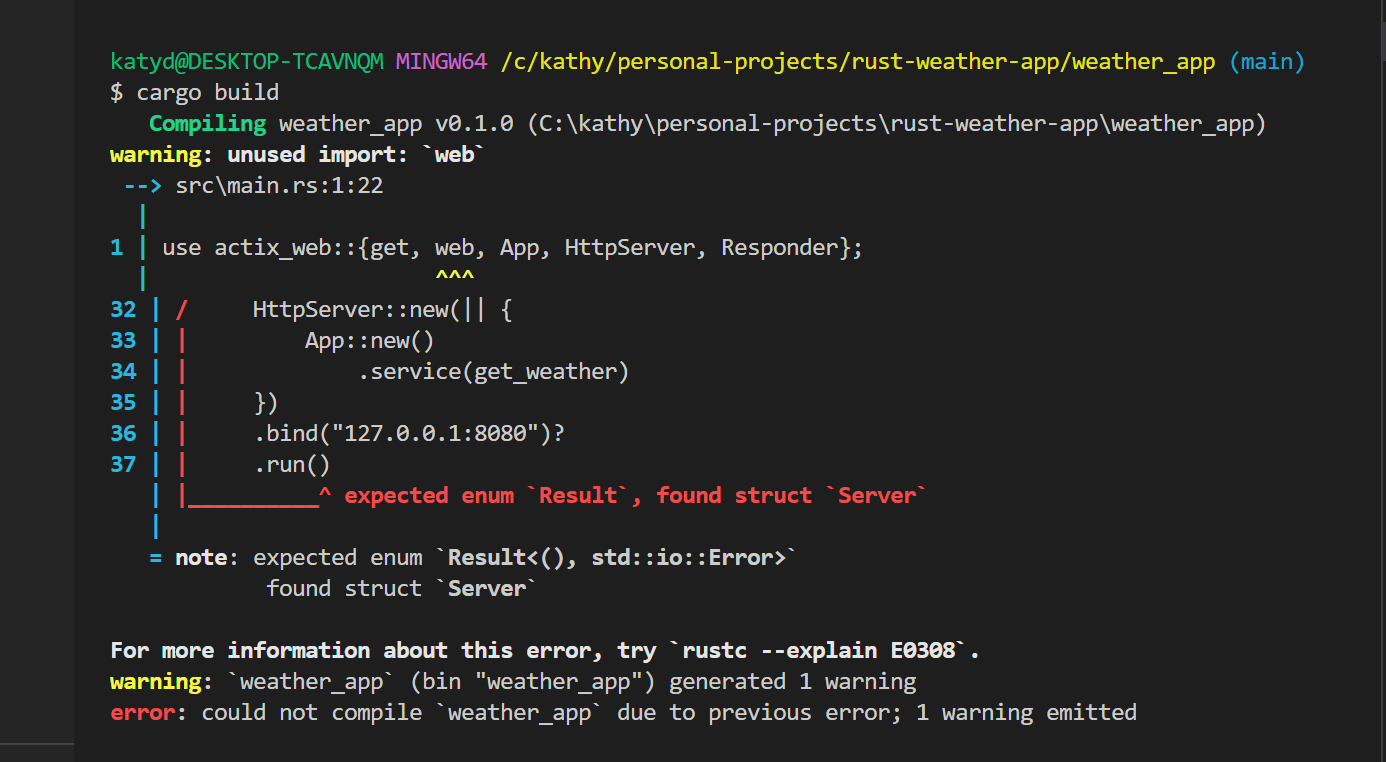 katyd@DESKTOP-TCAVNQM MINGW64 /c/kathy/personal-projects/rust-weather-app/weather_app (main)
$ cargo build
   Compiling weather_app v0.1.0 (C:\kathy\personal-projects\rust-weather-app\weather_app)
warning: unused import: `web`
 --> src\main.rs:1:22
  |
1 | use actix_web::{get, web, App, HttpServer, Responder};
  |                      ^^^
32 | /     HttpServer::new(|| {
33 | |         App::new()
34 | |             .service(get_weather)
35 | |     })
36 | |     .bind("127.0.0.1:8080")?
37 | |     .run()
   | |__________^ expected enum `Result`, found struct `Server`
   |
   = note: expected enum `Result<(), std::io::Error>`
            found struct `Server`

For more information about this error, try `rustc --explain E0308`.
warning: `weather_app` (bin "weather_app") generated 1 warning
error: could not compile `weather_app` due to previous error; 1 warning emitted